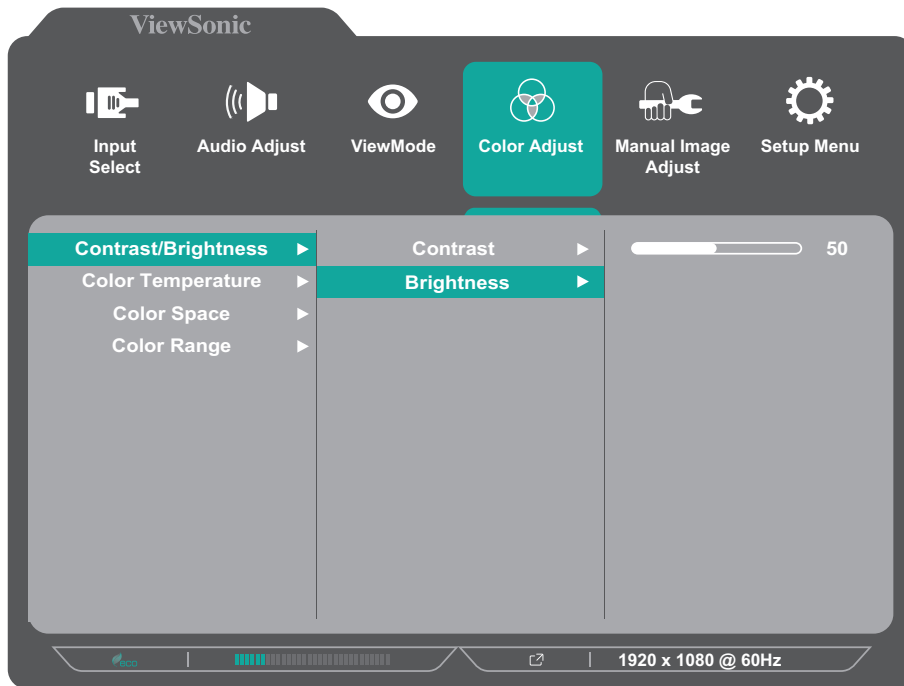 ViewSonic
Input
Select
Audio Adjust
ViewMode
Color Adjust
Manual Image
Adjust
Setup Menu
Contrast/Brightness
Color Temperature
Color Space
Color Range
Contrast
Brightness
50
eco
1920 x 1080 @ 60Hz